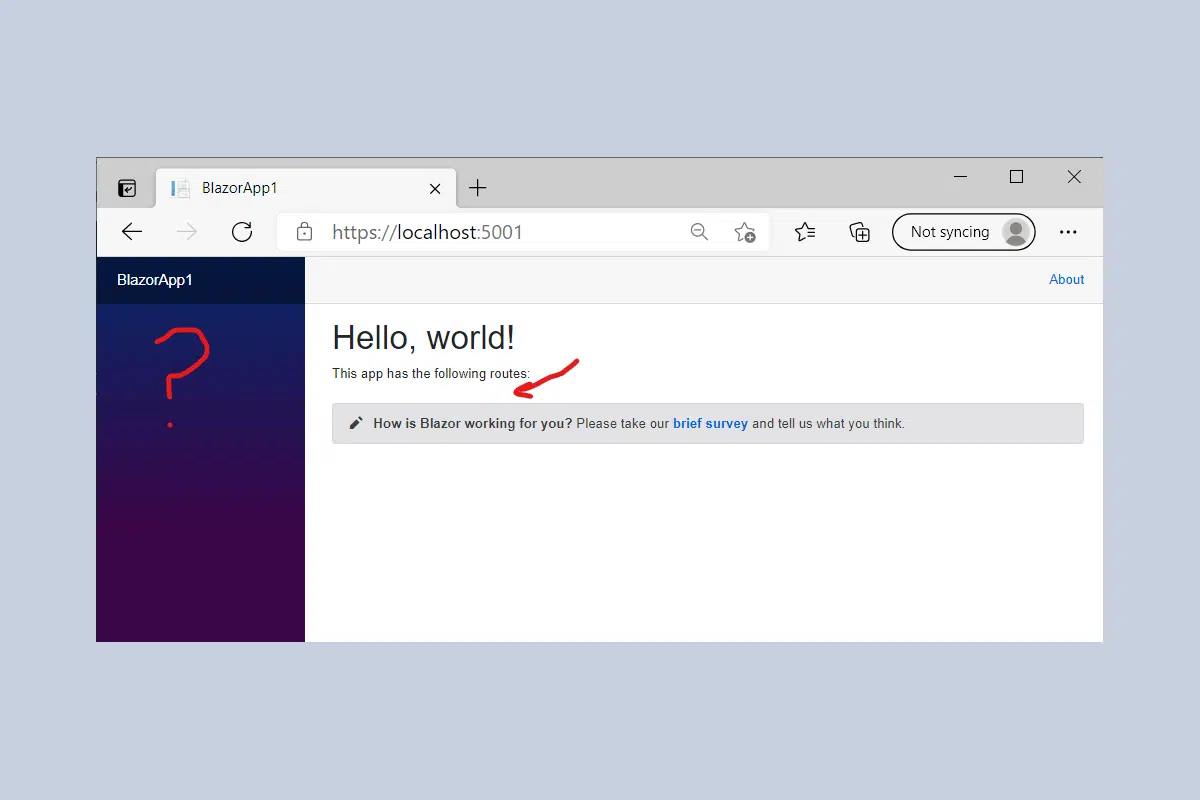 BlazorApp1
https://localhost:5001
Not syncing
BlazorApp1
About
Hello, world!
This app has the following routes:
How is Blazor working for you? Please take our brief survey and tell us what you think.
?